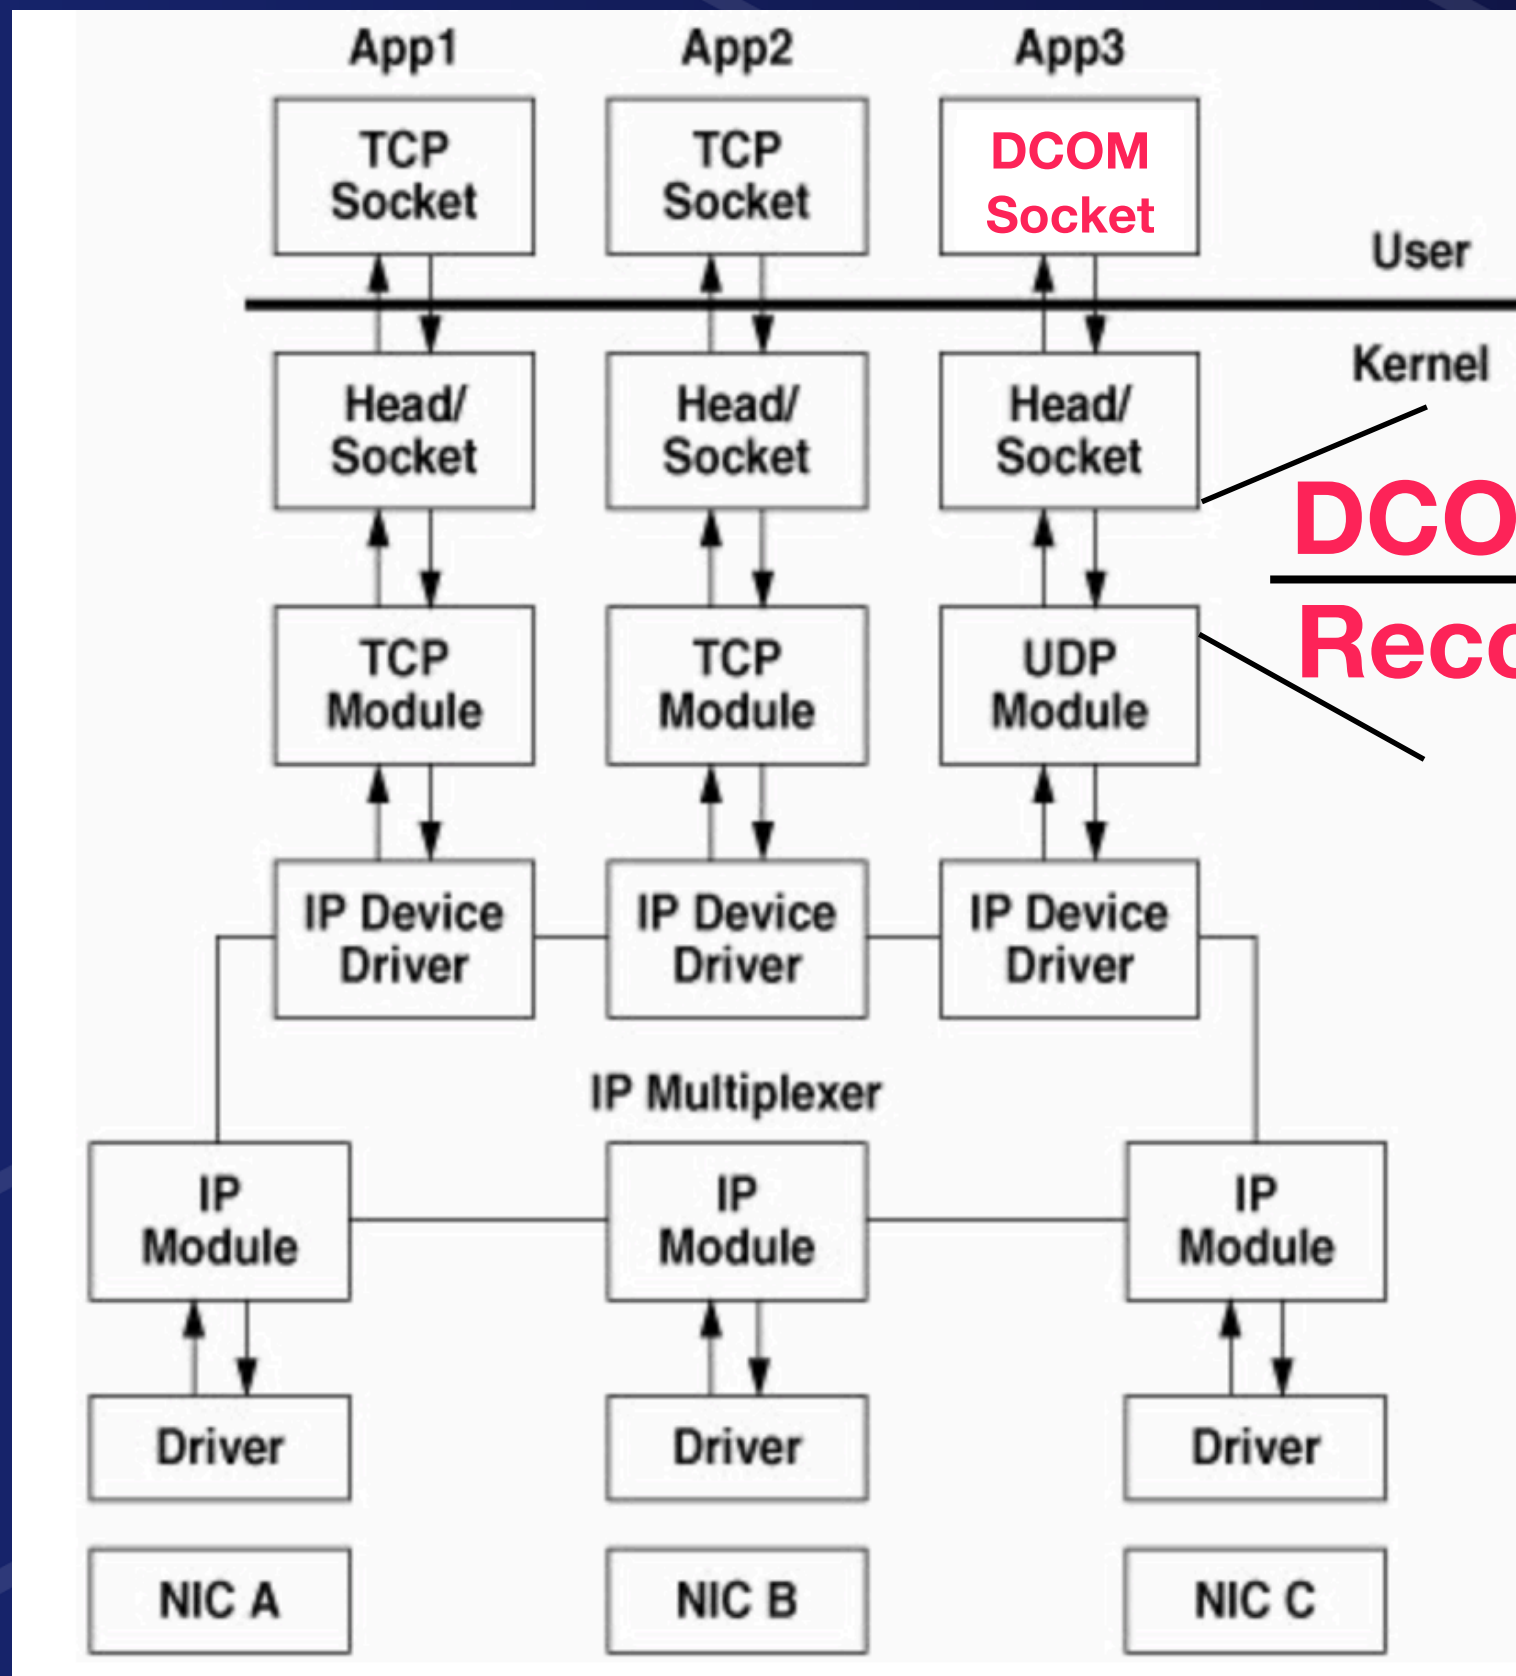 App1 App2 App3
TCP TCP DCOM
Socket Socket Socket
User
Kernel
Head/ Head/ Head/
Socket Socket Socket
DCO
Reco
TCP TCP UDP
Module Module Module
IP Device IP Device IP Device
Driver Driver Driver
IP Multiplexer
IP IP IP
Module Module Module
Driver Driver Driver
NIC A NIC B NIC C